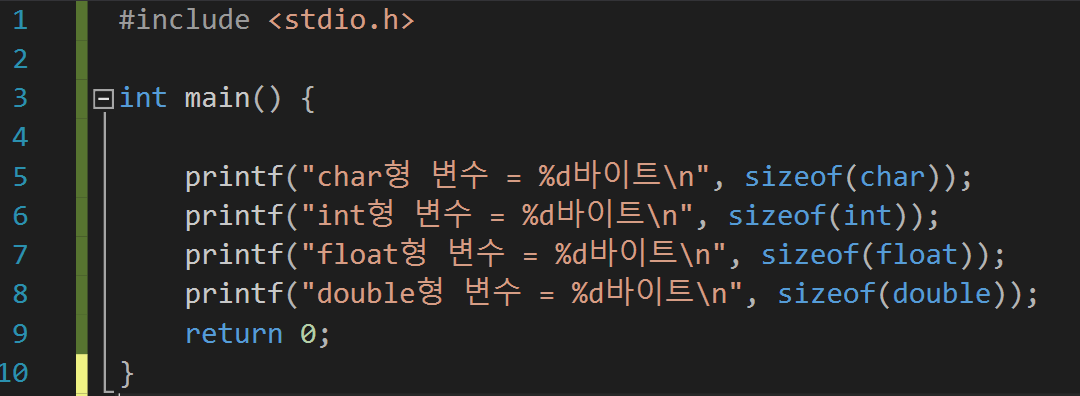 1 #include <stdio.h>
2
3 int main() {
4
5 printf("char형 변수 = %d바이트\n", sizeof(char));
6 printf("int형 변수 = %d바이트\n", sizeof(int));
7 printf("float형 변수 = %d바이트\n", sizeof(float));
8 printf("double형 변수 = %d바이트\n", sizeof(double));
9 return 0;
10 }